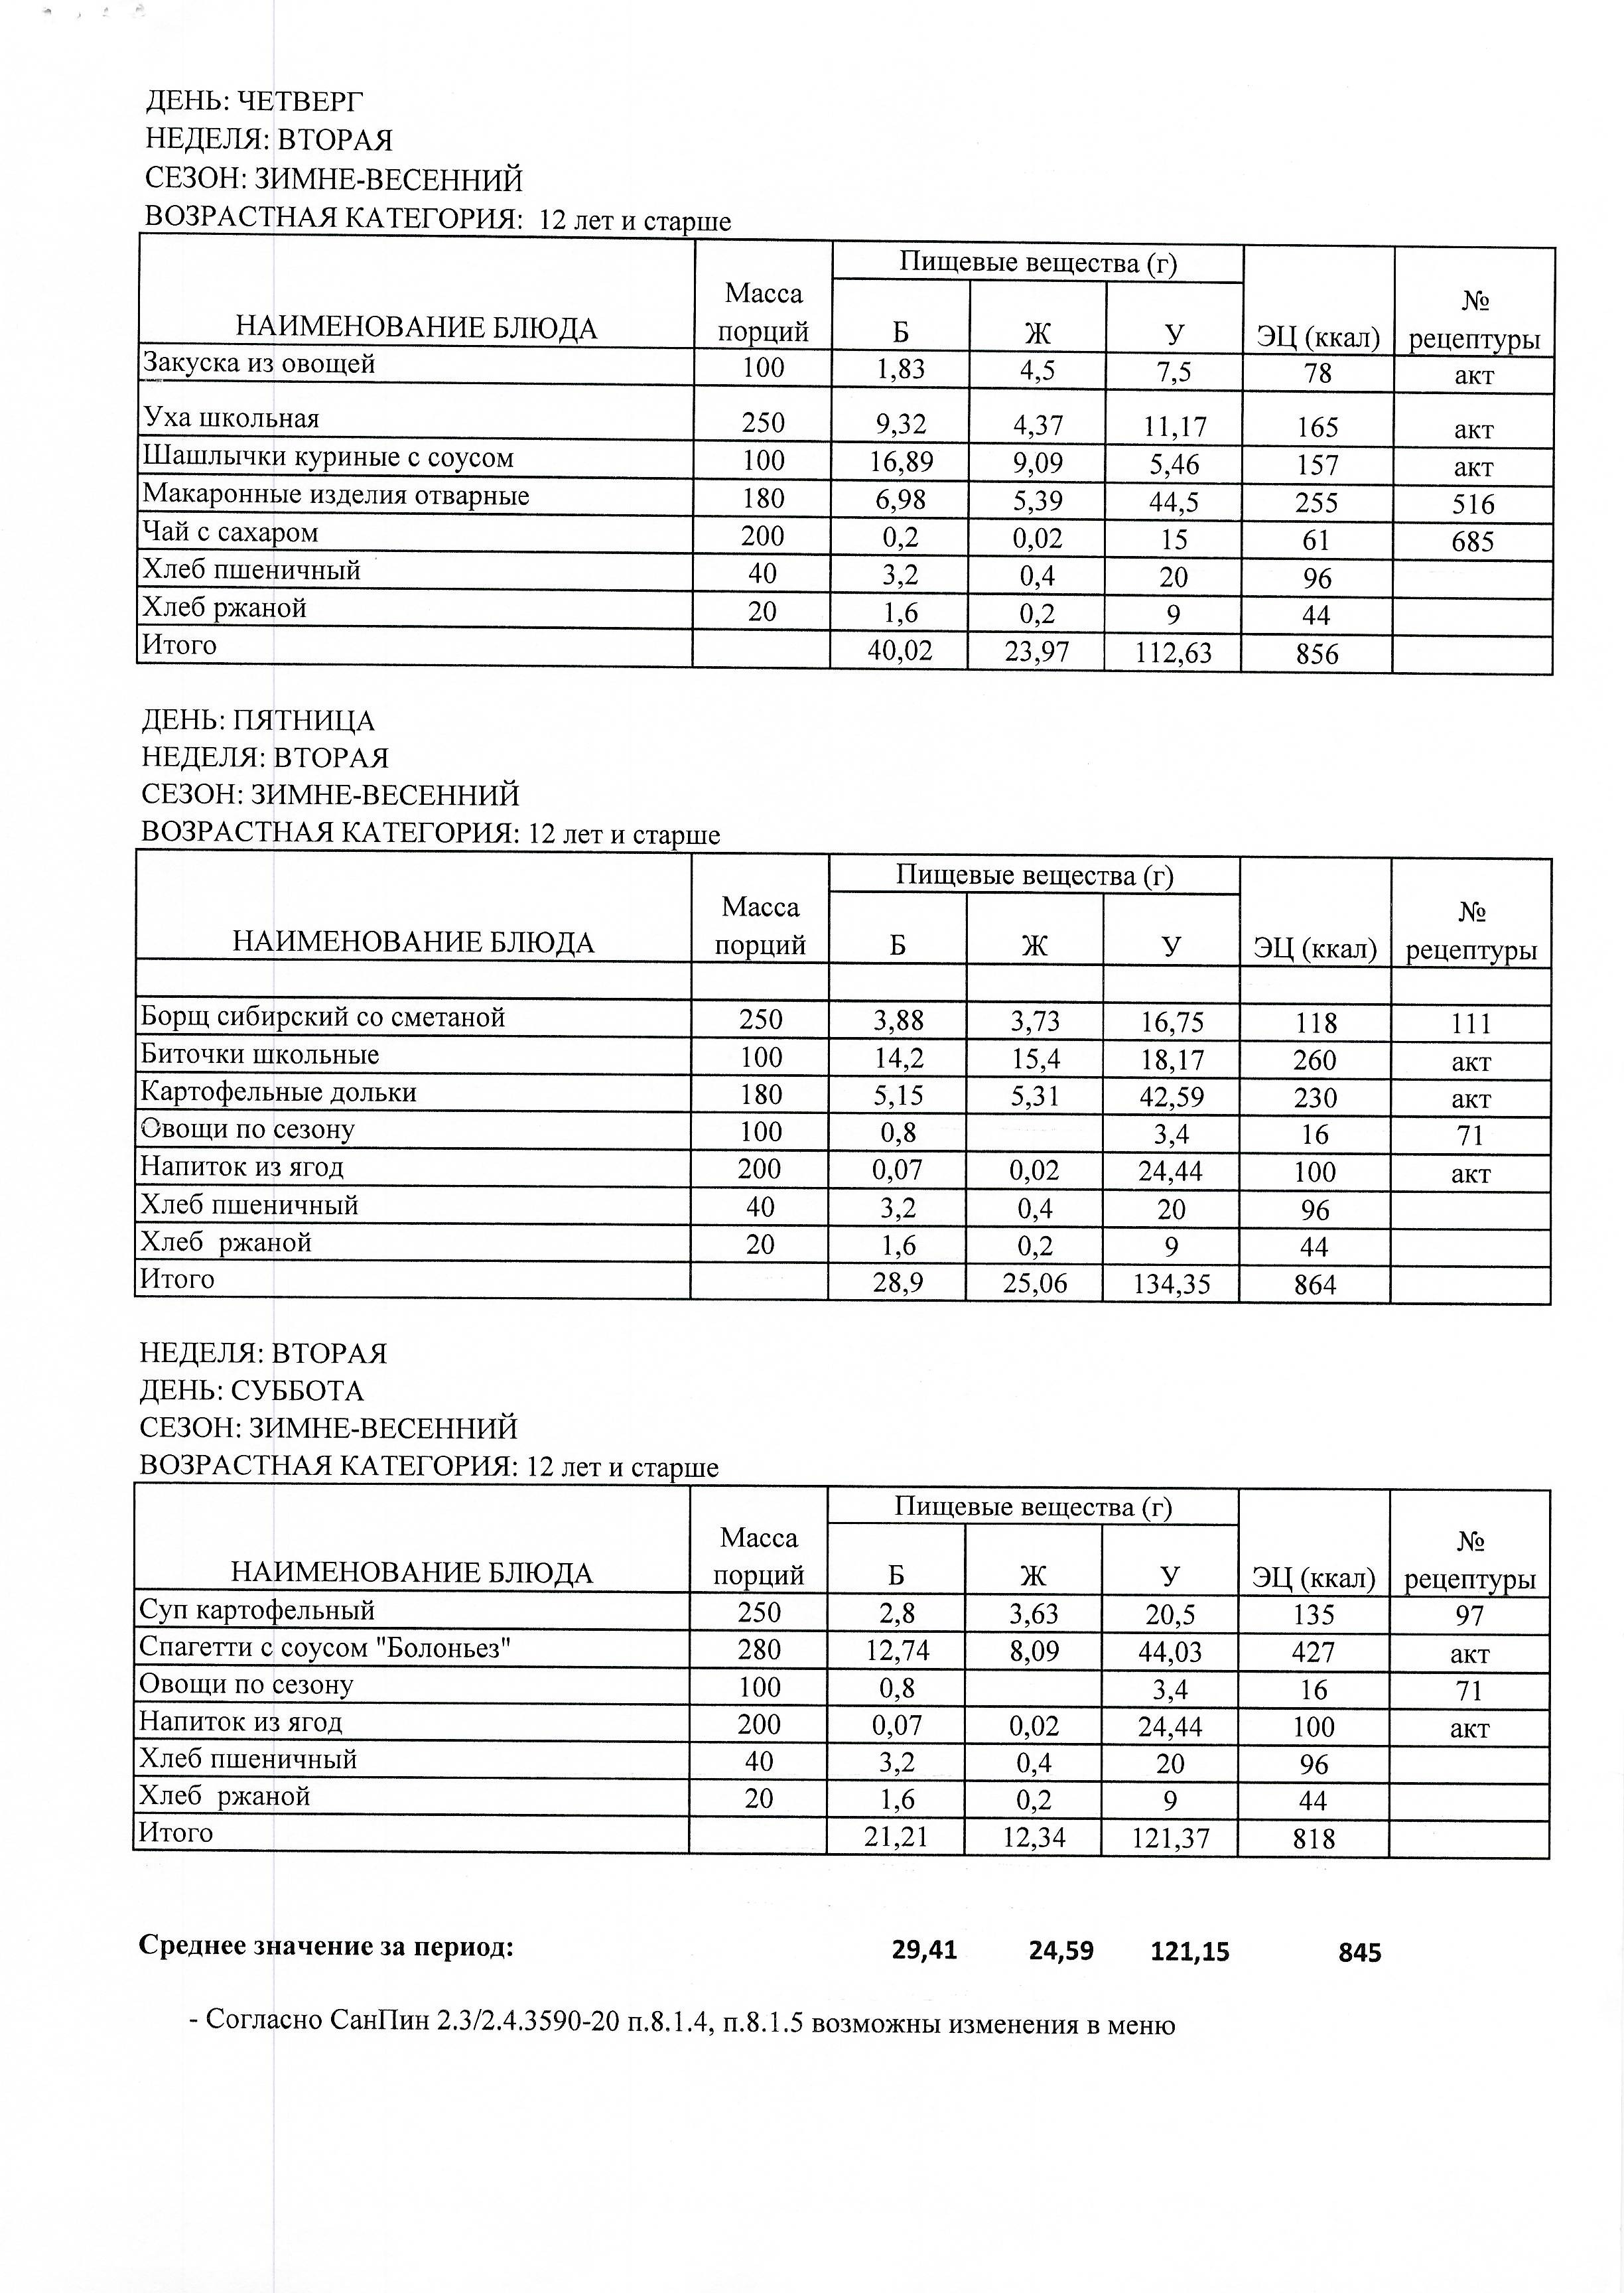 ДЕНЬ: ЧЕТВЕРГ
НЕДЕЛЯ: ВТОРАЯ
СЕЗОН: ЗИМНЕ-ВЕСЕННИЙ
ВОЗРАСТНАЯ КАТЕГОРИЯ: 12 лет и старше
НАИМЕНОВАНИЕ БЛЮДА Масса порций Пищевые вещества (г) Б Ж У ЭЦ (ккал) № рецептуры
Закуска из овощей 100 1,83 4,5 7,5 78 акт
Уха школьная 250 9,32 4,37 11,17 165 акт
Шашлычки куриные с соусом 100 16,89 9,09 5,46 157 акт
Макаронные изделия отварные 180 6,98 5,39 44,5 255 516
Чай с сахаром 200 0,2 0,02 15 61 685
Хлеб пшеничный 40 3,2 0,4 20 96
Хлеб ржаной 20 1,6 0,2 9 44
Итого 40,02 23,97 112,63 856
ДЕНЬ: ПЯТНИЦА
НЕДЕЛЯ: ВТОРАЯ
СЕЗОН: ЗИМНЕ-ВЕСЕННИЙ
ВОЗРАСТНАЯ КАТЕГОРИЯ: 12 лет и старше
НАИМЕНОВАНИЕ БЛЮДА Масса порций Пищевые вещества (г) Б Ж У ЭЦ (ккал) № рецептуры
Борщ сибирский со сметаной 250 3,88 3,73 16,75 118 111
Биточки школьные 100 14,2 15,4 18,17 260 акт
Картофельные дольки 180 5,15 5,31 42,59 230 акт
Овощи по сезону 100 0,8 3,4 16 71
Напиток из ягод 200 0,07 0,02 24,44 100 акт
Хлеб пшеничный 40 3,2 0,4 20 96
Хлеб ржаной 20 1,6 0,2 9 44
Итого 28,9 25,06 134,35 864
НЕДЕЛЯ: ВТОРАЯ
ДЕНЬ: СУББОТА
СЕЗОН: ЗИМНЕ-ВЕСЕННИЙ
ВОЗРАСТНАЯ КАТЕГОРИЯ: 12 лет и старше
НАИМЕНОВАНИЕ БЛЮДА Масса порций Пищевые вещества (г) Б Ж У ЭЦ (ккал) № рецептуры
Суп картофельный 250 2,8 3,63 20,5 135 97
Спагетти с соусом "Болоньез" 280 12,74 8,09 44,03 427 акт
Овощи по сезону 100 0,8 3,4 16 71
Напиток из ягод 200 0,07 0,02 24,44 100 акт
Хлеб пшеничный 40 3,2 0,4 20 96
Хлеб ржаной 20 1,6 0,2 9 44
Итого 21,21 12,34 121,37 818
Среднее значение за период: 29,41 24,59 121,15 845
- Согласно СанПин 2.3/2.4.3590-20 п.8.1.4, п.8.1.5 возможны изменения в меню